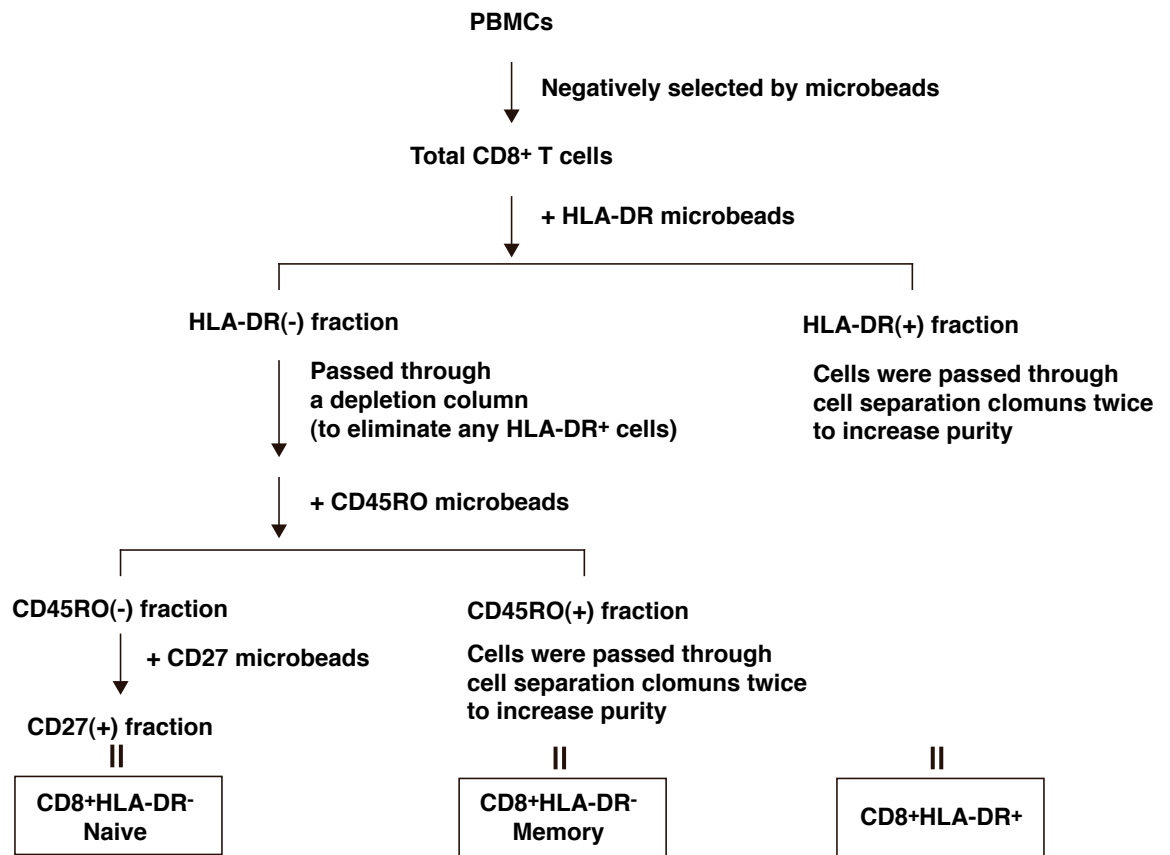 PBMCs
Negatively selected by microbeads
Total CD8+ T cells
+ HLA-DR microbeads
HLA-DR(-) fraction
HLA-DR(+) fraction
Passed through
a depletion column
(to eliminate any HLA-DR+ cells)
Cells were passed through
cell separation clomuns twice
to increase purity
+ CD45RO microbeads
CD45RO(-) fraction
CD45RO(+) fraction
+ CD27 microbeads
Cells were passed through
cell separation clomuns twice
to increase purity
CD27(+) fraction
CD8+HLA-DR-
Naive
CD8+HLA-DR-
Memory
CD8+HLA-DR+